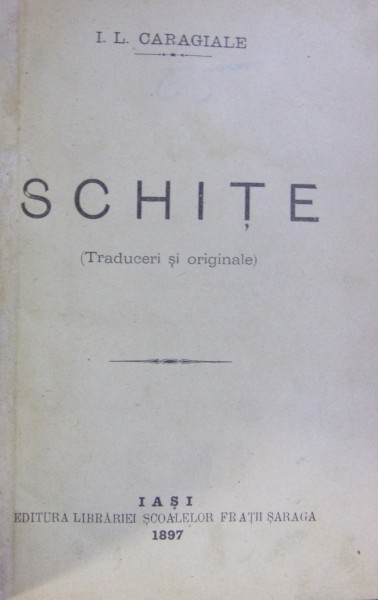 I. L. CARAGIALE
SCHIȚE
(Traduceri și originale)
IAȘI
EDITURA LIBRĂRIEI ȘCOALELOR FRAȚII ȘARAGA
1897